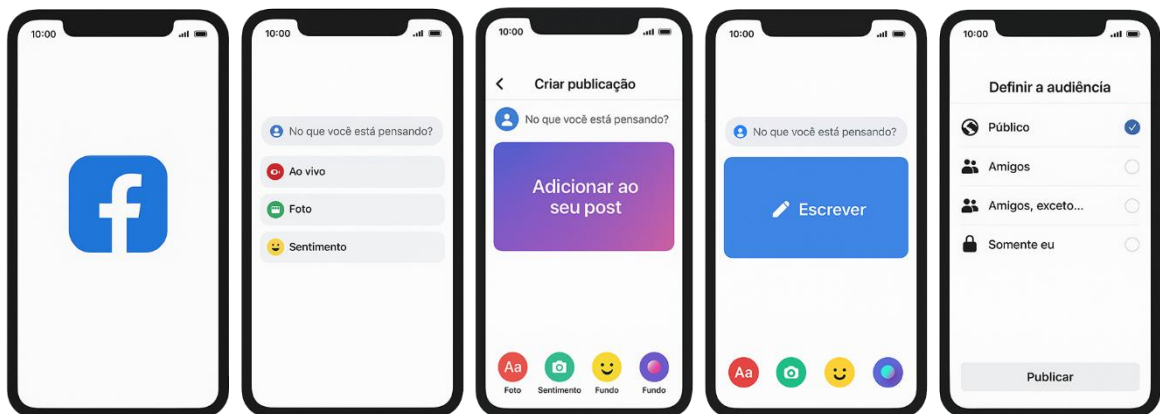 10:00
f
10:00
No que você está pensando?
Ao vivo
Foto
Sentimento
10:00
Criar publicação
No que você está pensando?
Adicionar ao
seu post
Aa
Foto Sentimento Fundo Fundo
10:00
No que você está pensando?
Escrever
Aa
10:00
Definir a audiência
Público
Amigos
Amigos, exceto...
Somente eu
Publicar